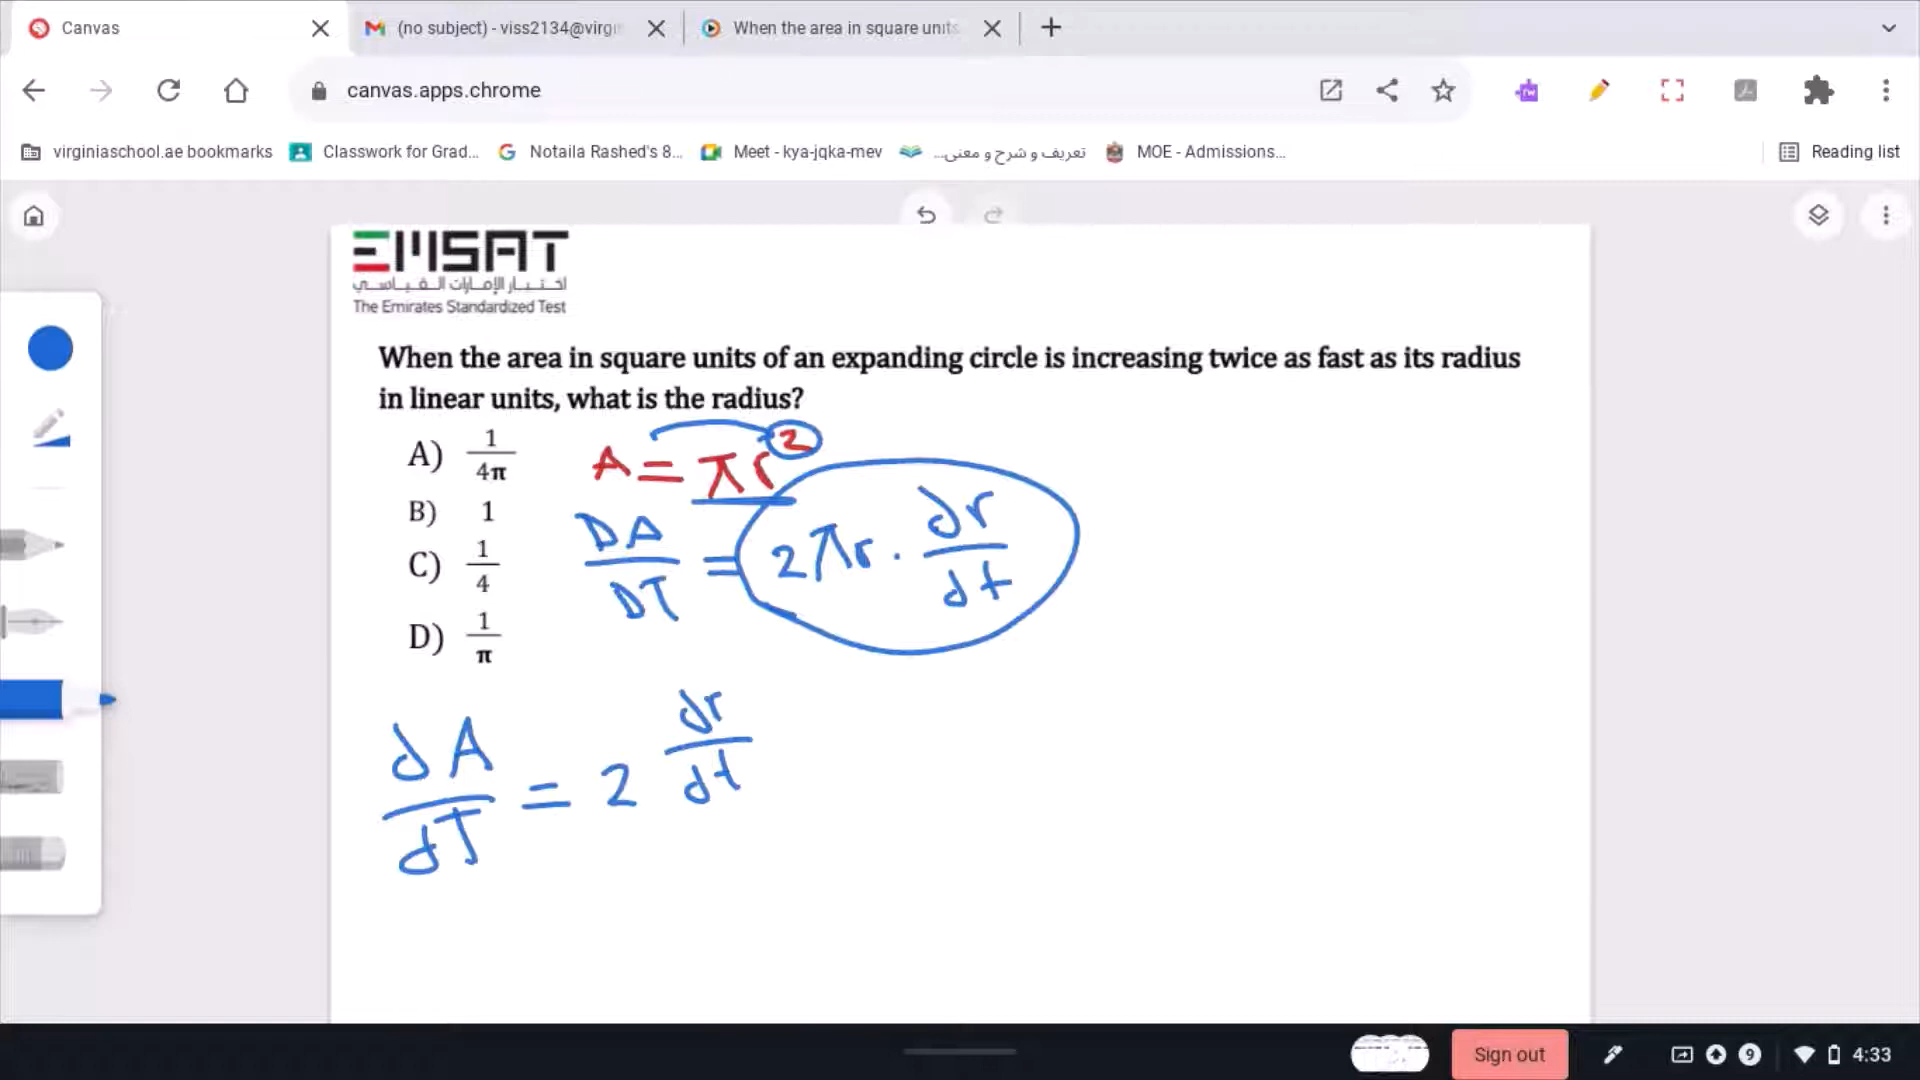 Canvas
(no subject) - viss2134@virgi
When the area in square units
canvas.apps.chrome
virginiaschool.ae bookmarks
Classwork for Grad...
Notaila Rashed's 8...
Meet - kya-jqka-mev
تعريف و شرح و معنى...
MOE - Admissions...
Reading list
EMSAT
اختبار الإمارات القياسي
The Emirates Standardized Test
When the area in square units of an expanding circle is increasing twice as fast as its radius
in linear units, what is the radius?
A) 1/4π
B) 1
C) 1/4
D) 1/π
A = πr²
DA/DT = 2πr · dr/dt
dA/dT = 2 dr/dt
Sign out
9
4:33